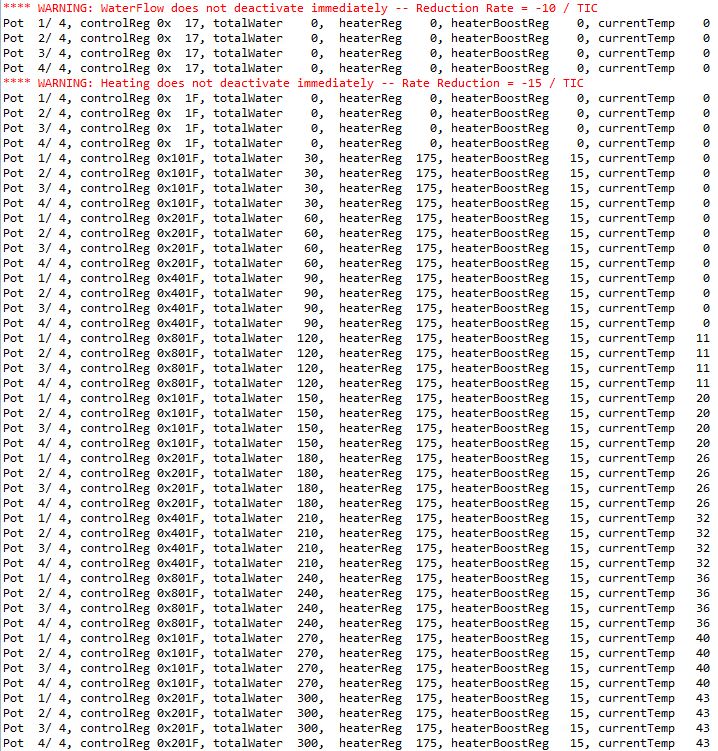 **** WARNING: WaterFlow does not deactivate immediately -- Reduction Rate = -10 / TIC
Pot  1/ 4, controlReg 0x  17, totalWater    0,  heaterReg    0, heaterBoostReg    0, currentTemp    0
Pot  2/ 4, controlReg 0x  17, totalWater    0,  heaterReg    0, heaterBoostReg    0, currentTemp    0
Pot  3/ 4, controlReg 0x  17, totalWater    0,  heaterReg    0, heaterBoostReg    0, currentTemp    0
Pot  4/ 4, controlReg 0x  17, totalWater    0,  heaterReg    0, heaterBoostReg    0, currentTemp    0
**** WARNING: Heating does not deactivate immediately -- Rate Reduction = -15 / TIC
Pot  1/ 4, controlReg 0x  1F, totalWater    0,  heaterReg    0, heaterBoostReg    0, currentTemp    0
Pot  2/ 4, controlReg 0x  1F, totalWater    0,  heaterReg    0, heaterBoostReg    0, currentTemp    0
Pot  3/ 4, controlReg 0x  1F, totalWater    0,  heaterReg    0, heaterBoostReg    0, currentTemp    0
Pot  4/ 4, controlReg 0x  1F, totalWater    0,  heaterReg    0, heaterBoostReg    0, currentTemp    0
Pot  1/ 4, controlReg 0x101F, totalWater   30,  heaterReg  175, heaterBoostReg   15, currentTemp    0
Pot  2/ 4, controlReg 0x101F, totalWater   30,  heaterReg  175, heaterBoostReg   15, currentTemp    0
Pot  3/ 4, controlReg 0x101F, totalWater   30,  heaterReg  175, heaterBoostReg   15, currentTemp    0
Pot  4/ 4, controlReg 0x101F, totalWater   30,  heaterReg  175, heaterBoostReg   15, currentTemp    0
Pot  1/ 4, controlReg 0x201F, totalWater   60,  heaterReg  175, heaterBoostReg   15, currentTemp    0
Pot  2/ 4, controlReg 0x201F, totalWater   60,  heaterReg  175, heaterBoostReg   15, currentTemp    0
Pot  3/ 4, controlReg 0x201F, totalWater   60,  heaterReg  175, heaterBoostReg   15, currentTemp    0
Pot  4/ 4, controlReg 0x201F, totalWater   60,  heaterReg  175, heaterBoostReg   15, currentTemp    0
Pot  1/ 4, controlReg 0x401F, totalWater   90,  heaterReg  175, heaterBoostReg   15, currentTemp    0
Pot  2/ 4, controlReg 0x401F, totalWater   90,  heaterReg  175, heaterBoostReg   15, currentTemp    0
Pot  3/ 4, controlReg 0x401F, totalWater   90,  heaterReg  175, heaterBoostReg   15, currentTemp    0
Pot  4/ 4, controlReg 0x401F, totalWater   90,  heaterReg  175, heaterBoostReg   15, currentTemp    0
Pot  1/ 4, controlReg 0x801F, totalWater  120,  heaterReg  175, heaterBoostReg   15, currentTemp   11
Pot  2/ 4, controlReg 0x801F, totalWater  120,  heaterReg  175, heaterBoostReg   15, currentTemp   11
Pot  3/ 4, controlReg 0x801F, totalWater  120,  heaterReg  175, heaterBoostReg   15, currentTemp   11
Pot  4/ 4, controlReg 0x801F, totalWater  120,  heaterReg  175, heaterBoostReg   15, currentTemp   11
Pot  1/ 4, controlReg 0x101F, totalWater  150,  heaterReg  175, heaterBoostReg   15, currentTemp   20
Pot  2/ 4, controlReg 0x101F, totalWater  150,  heaterReg  175, heaterBoostReg   15, currentTemp   20
Pot  3/ 4, controlReg 0x101F, totalWater  150,  heaterReg  175, heaterBoostReg   15, currentTemp   20
Pot  4/ 4, controlReg 0x101F, totalWater  150,  heaterReg  175, heaterBoostReg   15, currentTemp   20
Pot  1/ 4, controlReg 0x201F, totalWater  180,  heaterReg  175, heaterBoostReg   15, currentTemp   26
Pot  2/ 4, controlReg 0x201F, totalWater  180,  heaterReg  175, heaterBoostReg   15, currentTemp   26
Pot  3/ 4, controlReg 0x201F, totalWater  180,  heaterReg  175, heaterBoostReg   15, currentTemp   26
Pot  4/ 4, controlReg 0x201F, totalWater  180,  heaterReg  175, heaterBoostReg   15, currentTemp   26
Pot  1/ 4, controlReg 0x401F, totalWater  210,  heaterReg  175, heaterBoostReg   15, currentTemp   32
Pot  2/ 4, controlReg 0x401F, totalWater  210,  heaterReg  175, heaterBoostReg   15, currentTemp   32
Pot  3/ 4, controlReg 0x401F, totalWater  210,  heaterReg  175, heaterBoostReg   15, currentTemp   32
Pot  4/ 4, controlReg 0x401F, totalWater  210,  heaterReg  175, heaterBoostReg   15, currentTemp   32
Pot  1/ 4, controlReg 0x801F, totalWater  240,  heaterReg  175, heaterBoostReg   15, currentTemp   36
Pot  2/ 4, controlReg 0x801F, totalWater  240,  heaterReg  175, heaterBoostReg   15, currentTemp   36
Pot  3/ 4, controlReg 0x801F, totalWater  240,  heaterReg  175, heaterBoostReg   15, currentTemp   36
Pot  4/ 4, controlReg 0x801F, totalWater  240,  heaterReg  175, heaterBoostReg   15, currentTemp   36
Pot  1/ 4, controlReg 0x101F, totalWater  270,  heaterReg  175, heaterBoostReg   15, currentTemp   40
Pot  2/ 4, controlReg 0x101F, totalWater  270,  heaterReg  175, heaterBoostReg   15, currentTemp   40
Pot  3/ 4, controlReg 0x101F, totalWater  270,  heaterReg  175, heaterBoostReg   15, currentTemp   40
Pot  4/ 4, controlReg 0x101F, totalWater  270,  heaterReg  175, heaterBoostReg   15, currentTemp   40
Pot  1/ 4, controlReg 0x201F, totalWater  300,  heaterReg  175, heaterBoostReg   15, currentTemp   43
Pot  2/ 4, controlReg 0x201F, totalWater  300,  heaterReg  175, heaterBoostReg   15, currentTemp   43
Pot  3/ 4, controlReg 0x201F, totalWater  300,  heaterReg  175, heaterBoostReg   15, currentTemp   43
Pot  4/ 4, controlReg 0x201F, totalWater  300,  heaterReg  175, heaterBoostReg   15, currentTemp   43